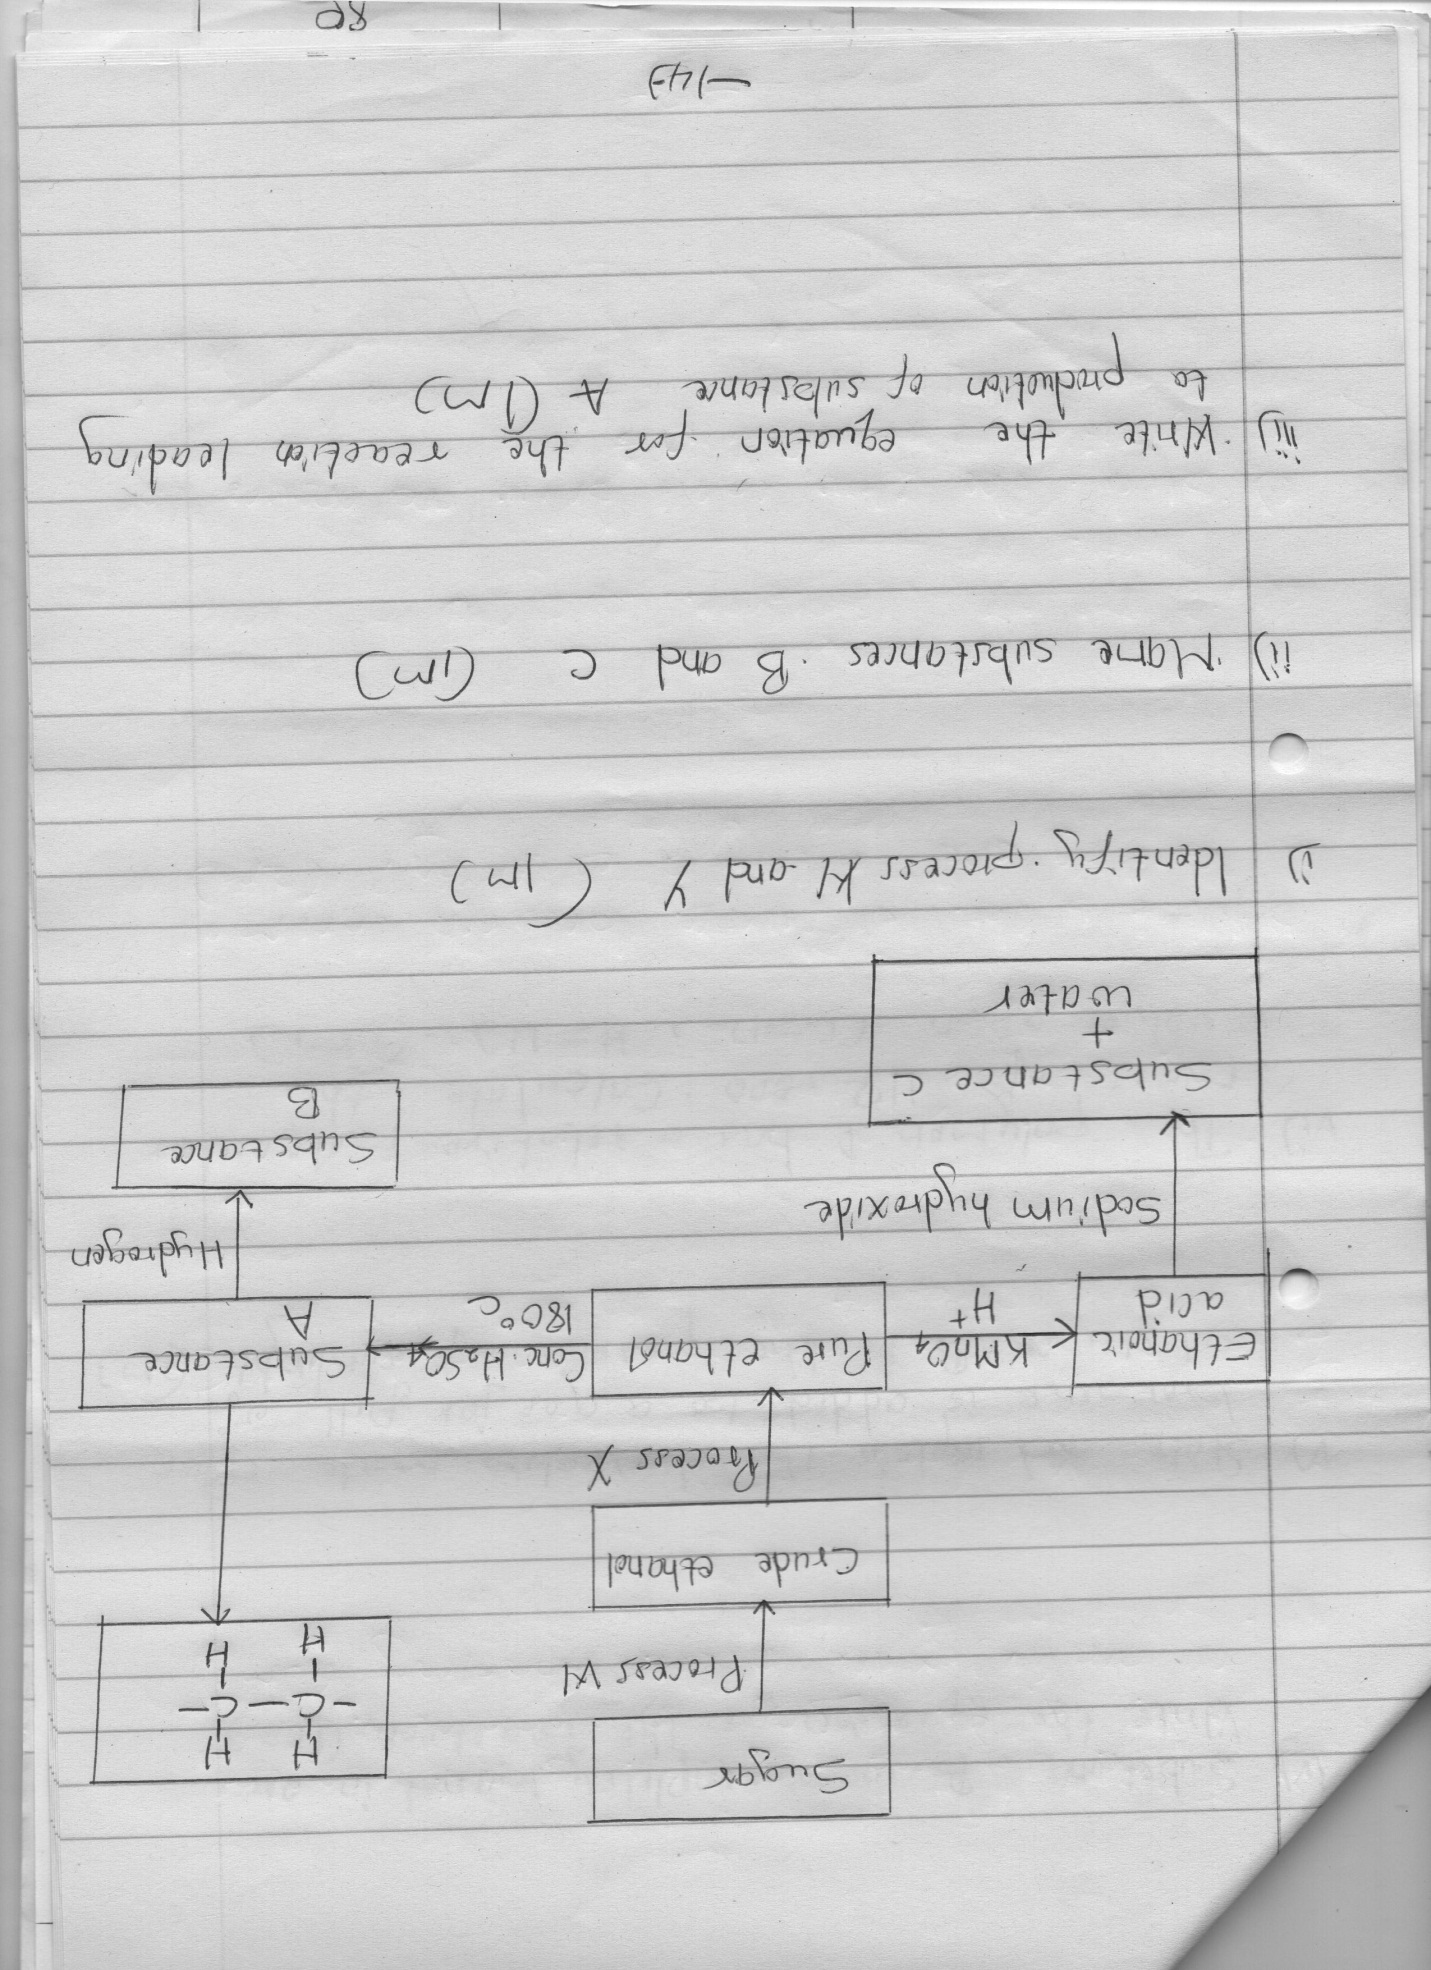 Sugar
Process W
Crude ethanol
Process X
H H
- C - C -
H H
Ethanoic
acid
KMnO4
H+
Pure ethanol
Conc. H2SO4
180°C
Substance
A
Sodium hydroxide
Hydrogen
Substance C
+
water
Substance
B
i) Identify process W and Y (1m)
ii) Name substances B and C (1m)
iii) Write the equation for the reaction leading
to production of substance A (1m)